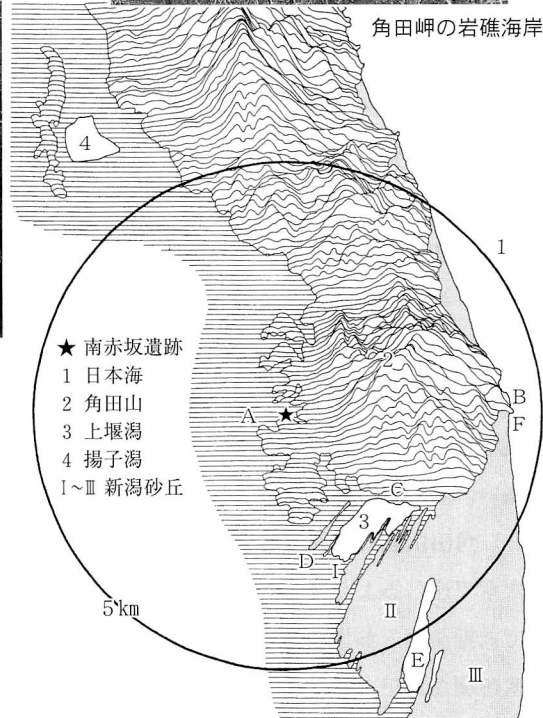 角田岬の岩礁海岸
4
1
★ 南赤坂遺跡
1 日本海
2 角田山
3 上堰潟
4 揚子潟
I~Ⅲ 新潟砂丘
2
A ★
B
F
C
3
D
I
Ⅱ
5km
E
Ⅲ